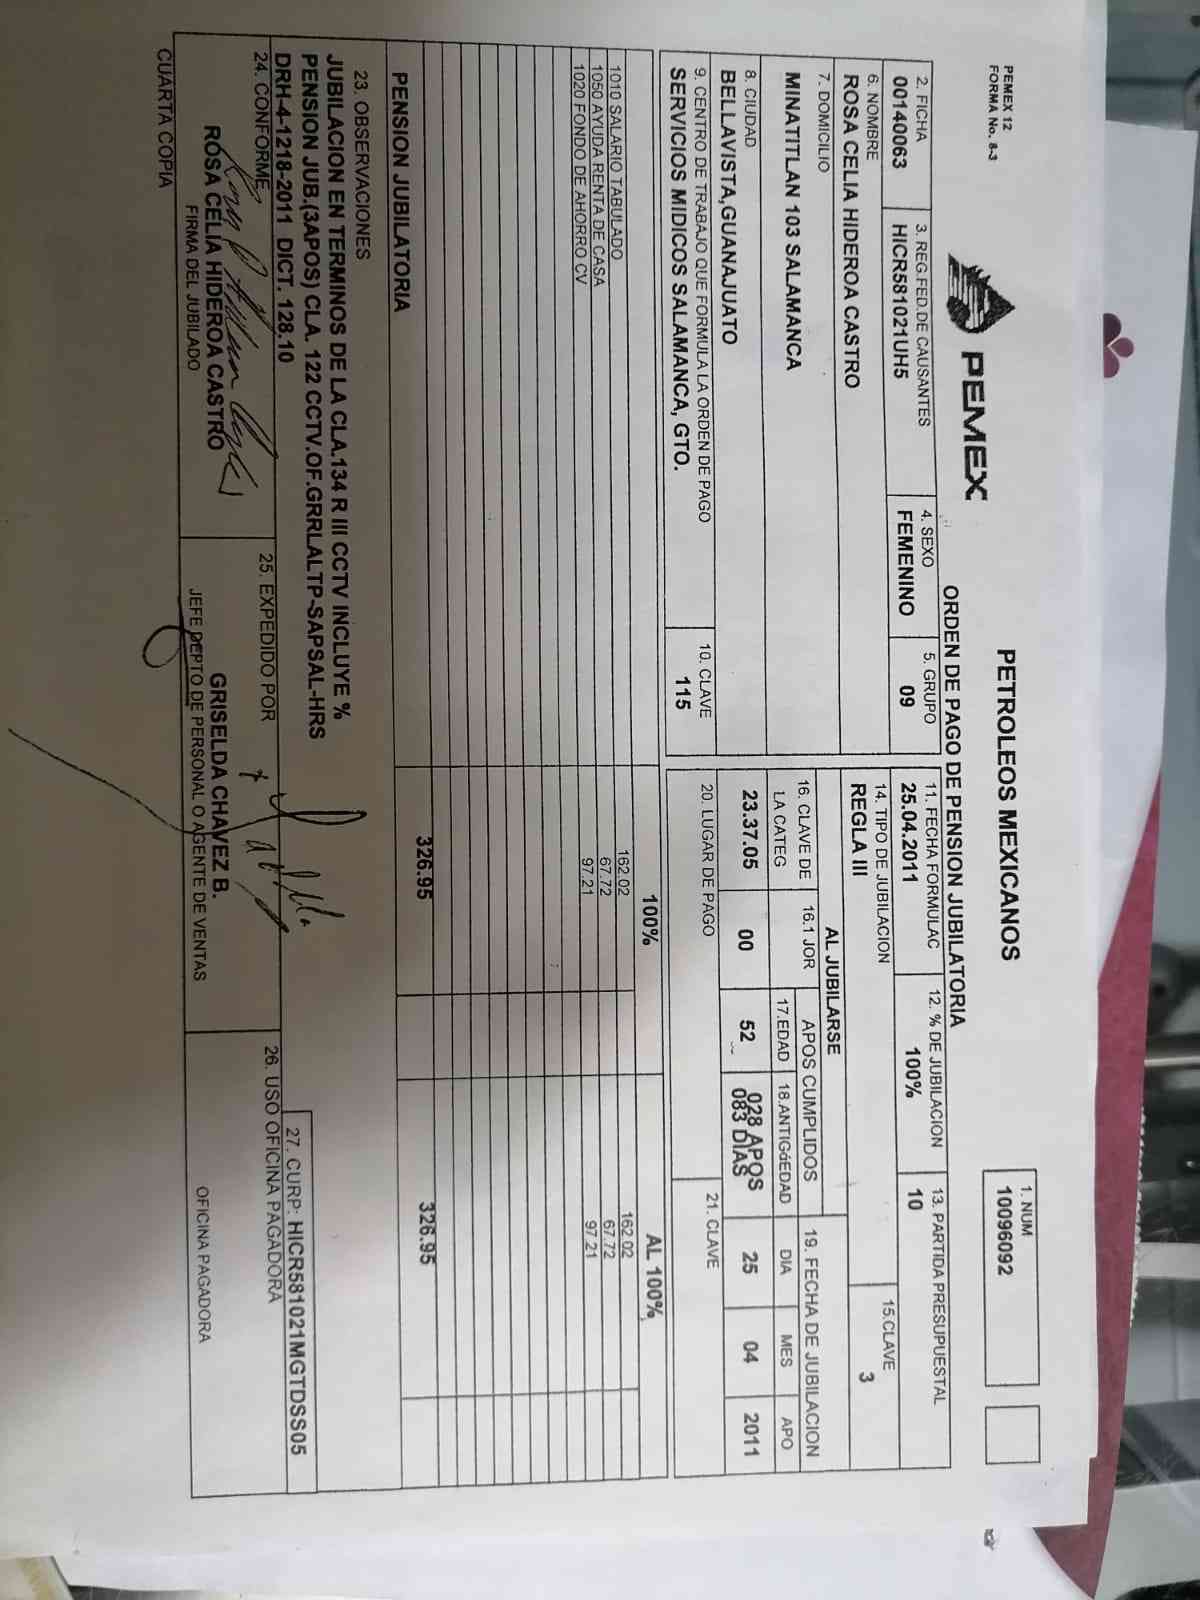 PEMEX 12
FORMA No. 8-3
PEMEX
PETROLEOS MEXICANOS
ORDEN DE PAGO DE PENSION JUBILATORIA
1. NUM
10096092
2. FICHA
00140063
3. REG.FED.DE CAUSANTES
HICR581021UH5
4. SEXO
FEMENINO
5. GRUPO
09
6. NOMBRE
ROSA CELIA HIDEROA CASTRO
7. DOMICILIO
MINATITLAN 103 SALAMANCA
8. CIUDAD
BELLAVISTA,GUANAJUATO
9. CENTRO DE TRABAJO QUE FORMULA LA ORDEN DE PAGO
SERVICIOS MIDICOS SALAMANCA, GTO.
10. CLAVE
115
11. FECHA FORMULAC
25.04.2011
12. % DE JUBILACION
100%
13. PARTIDA PRESUPUESTAL
10
14. TIPO DE JUBILACION
REGLA III
15.CLAVE
3
AL JUBILARSE
16. CLAVE DE
LA CATEG
23.37.05
16.1 JOR
00
APOS CUMPLIDOS
17.EDAD
52
18.ANTIGóEDAD
028 APOS
083 DIAS
19. FECHA DE JUBILACION
DIA MES APO
25 04 2011
20. LUGAR DE PAGO
21. CLAVE
100% AL 100%
1010 SALARIO TABULADO 162.02 162.02
1050 AYUDA RENTA DE CASA 67.72 67.72
1020 FONDO DE AHORRO CV 97.21 97.21
PENSION JUBILATORIA 326.95 326.95
23. OBSERVACIONES
JUBILACION EN TERMINOS DE LA CLA.134 R III CCTV INCLUYE %
PENSION JUB.(3APOS) CLA. 122 CCTV.OF.GRRLALTP-SAPSAL-HRS
DRH-4-1218-2011 DICT. 128.10
27. CURP: HICR581021MGTDSS05
24. CONFORME
ROSA CELIA HIDEROA CASTRO
FIRMA DEL JUBILADO
25. EXPEDIDO POR
GRISELDA CHAVEZ B.
JEFE DEPTO DE PERSONAL O AGENTE DE VENTAS
26. USO OFICINA PAGADORA
OFICINA PAGADORA
CUARTA COPIA